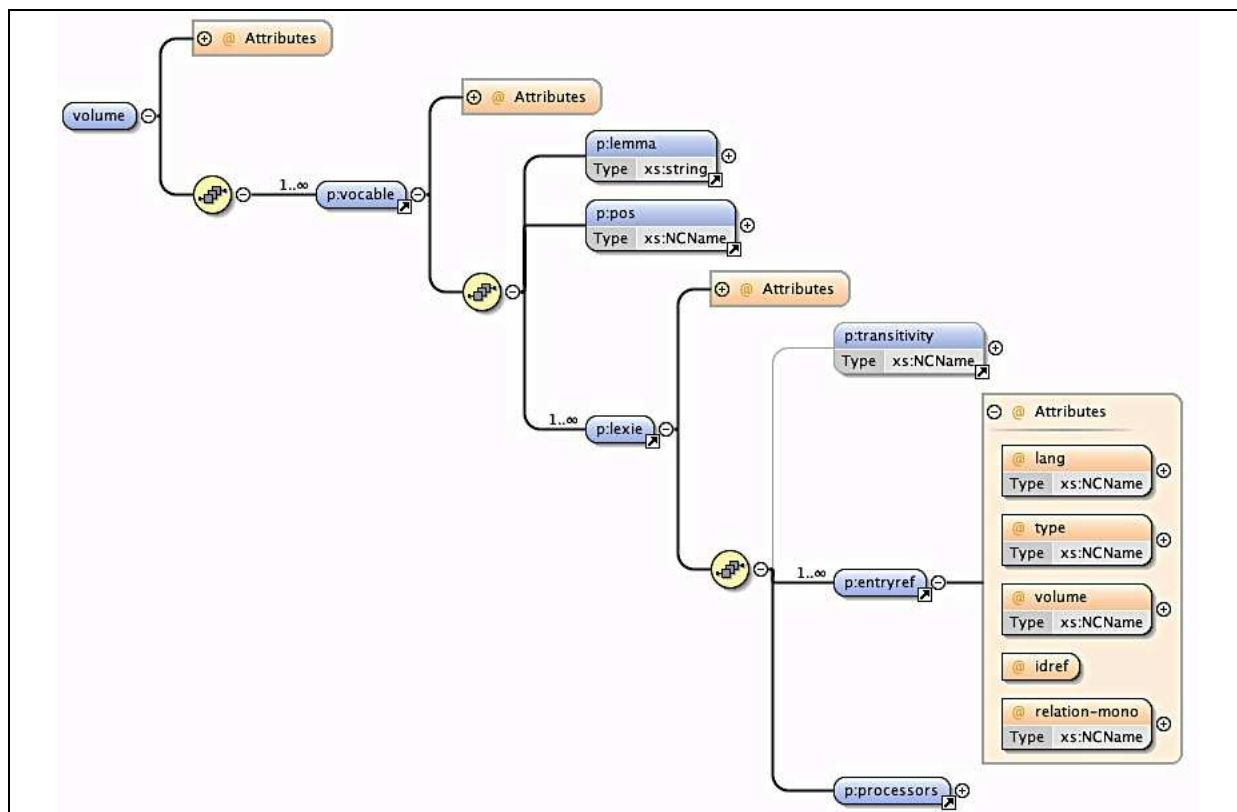 @ Attributes
volume
@ Attributes
p:lemma
Type xs:string
1..∞ p:vocable
p:pos
Type xs:NCName
@ Attributes
p:transitivity
Type xs:NCName
@ Attributes
1..∞ p:lexie
@ lang
Type xs:NCName
@ type
Type xs:NCName
1..∞ p:entryref
@ volume
Type xs:NCName
@ idref
@ relation-mono
Type xs:NCName
p:processors